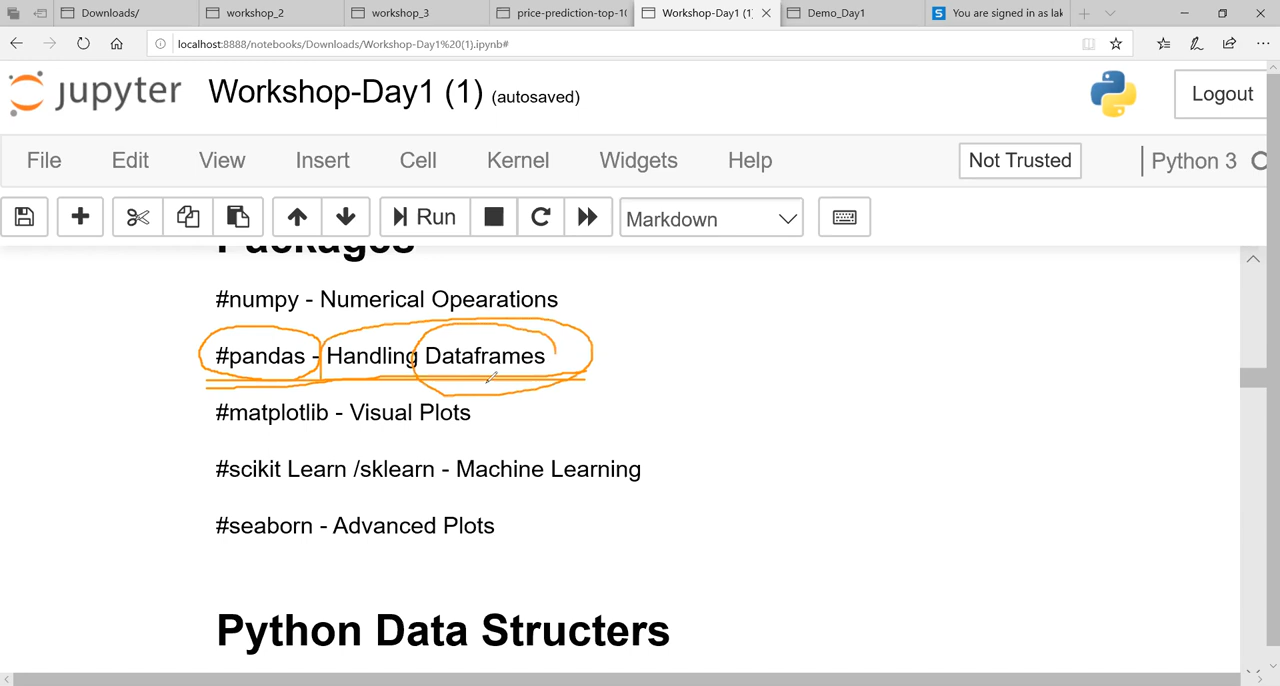 Downloads/ workshop_2 workshop_3 price-prediction-top-10 Workshop-Day1 (1) Demo_Day1 S You are signed in as lak
localhost:8888/notebooks/Downloads/Workshop-Day1%20(1).ipynb#
jupyter Workshop-Day1 (1) (autosaved) Logout
File Edit View Insert Cell Kernel Widgets Help Not Trusted Python 3
Run Markdown
Packages
#numpy - Numerical Opearations
#pandas - Handling Dataframes
#matplotlib - Visual Plots
#scikit Learn /sklearn - Machine Learning
#seaborn - Advanced Plots
Python Data Structers